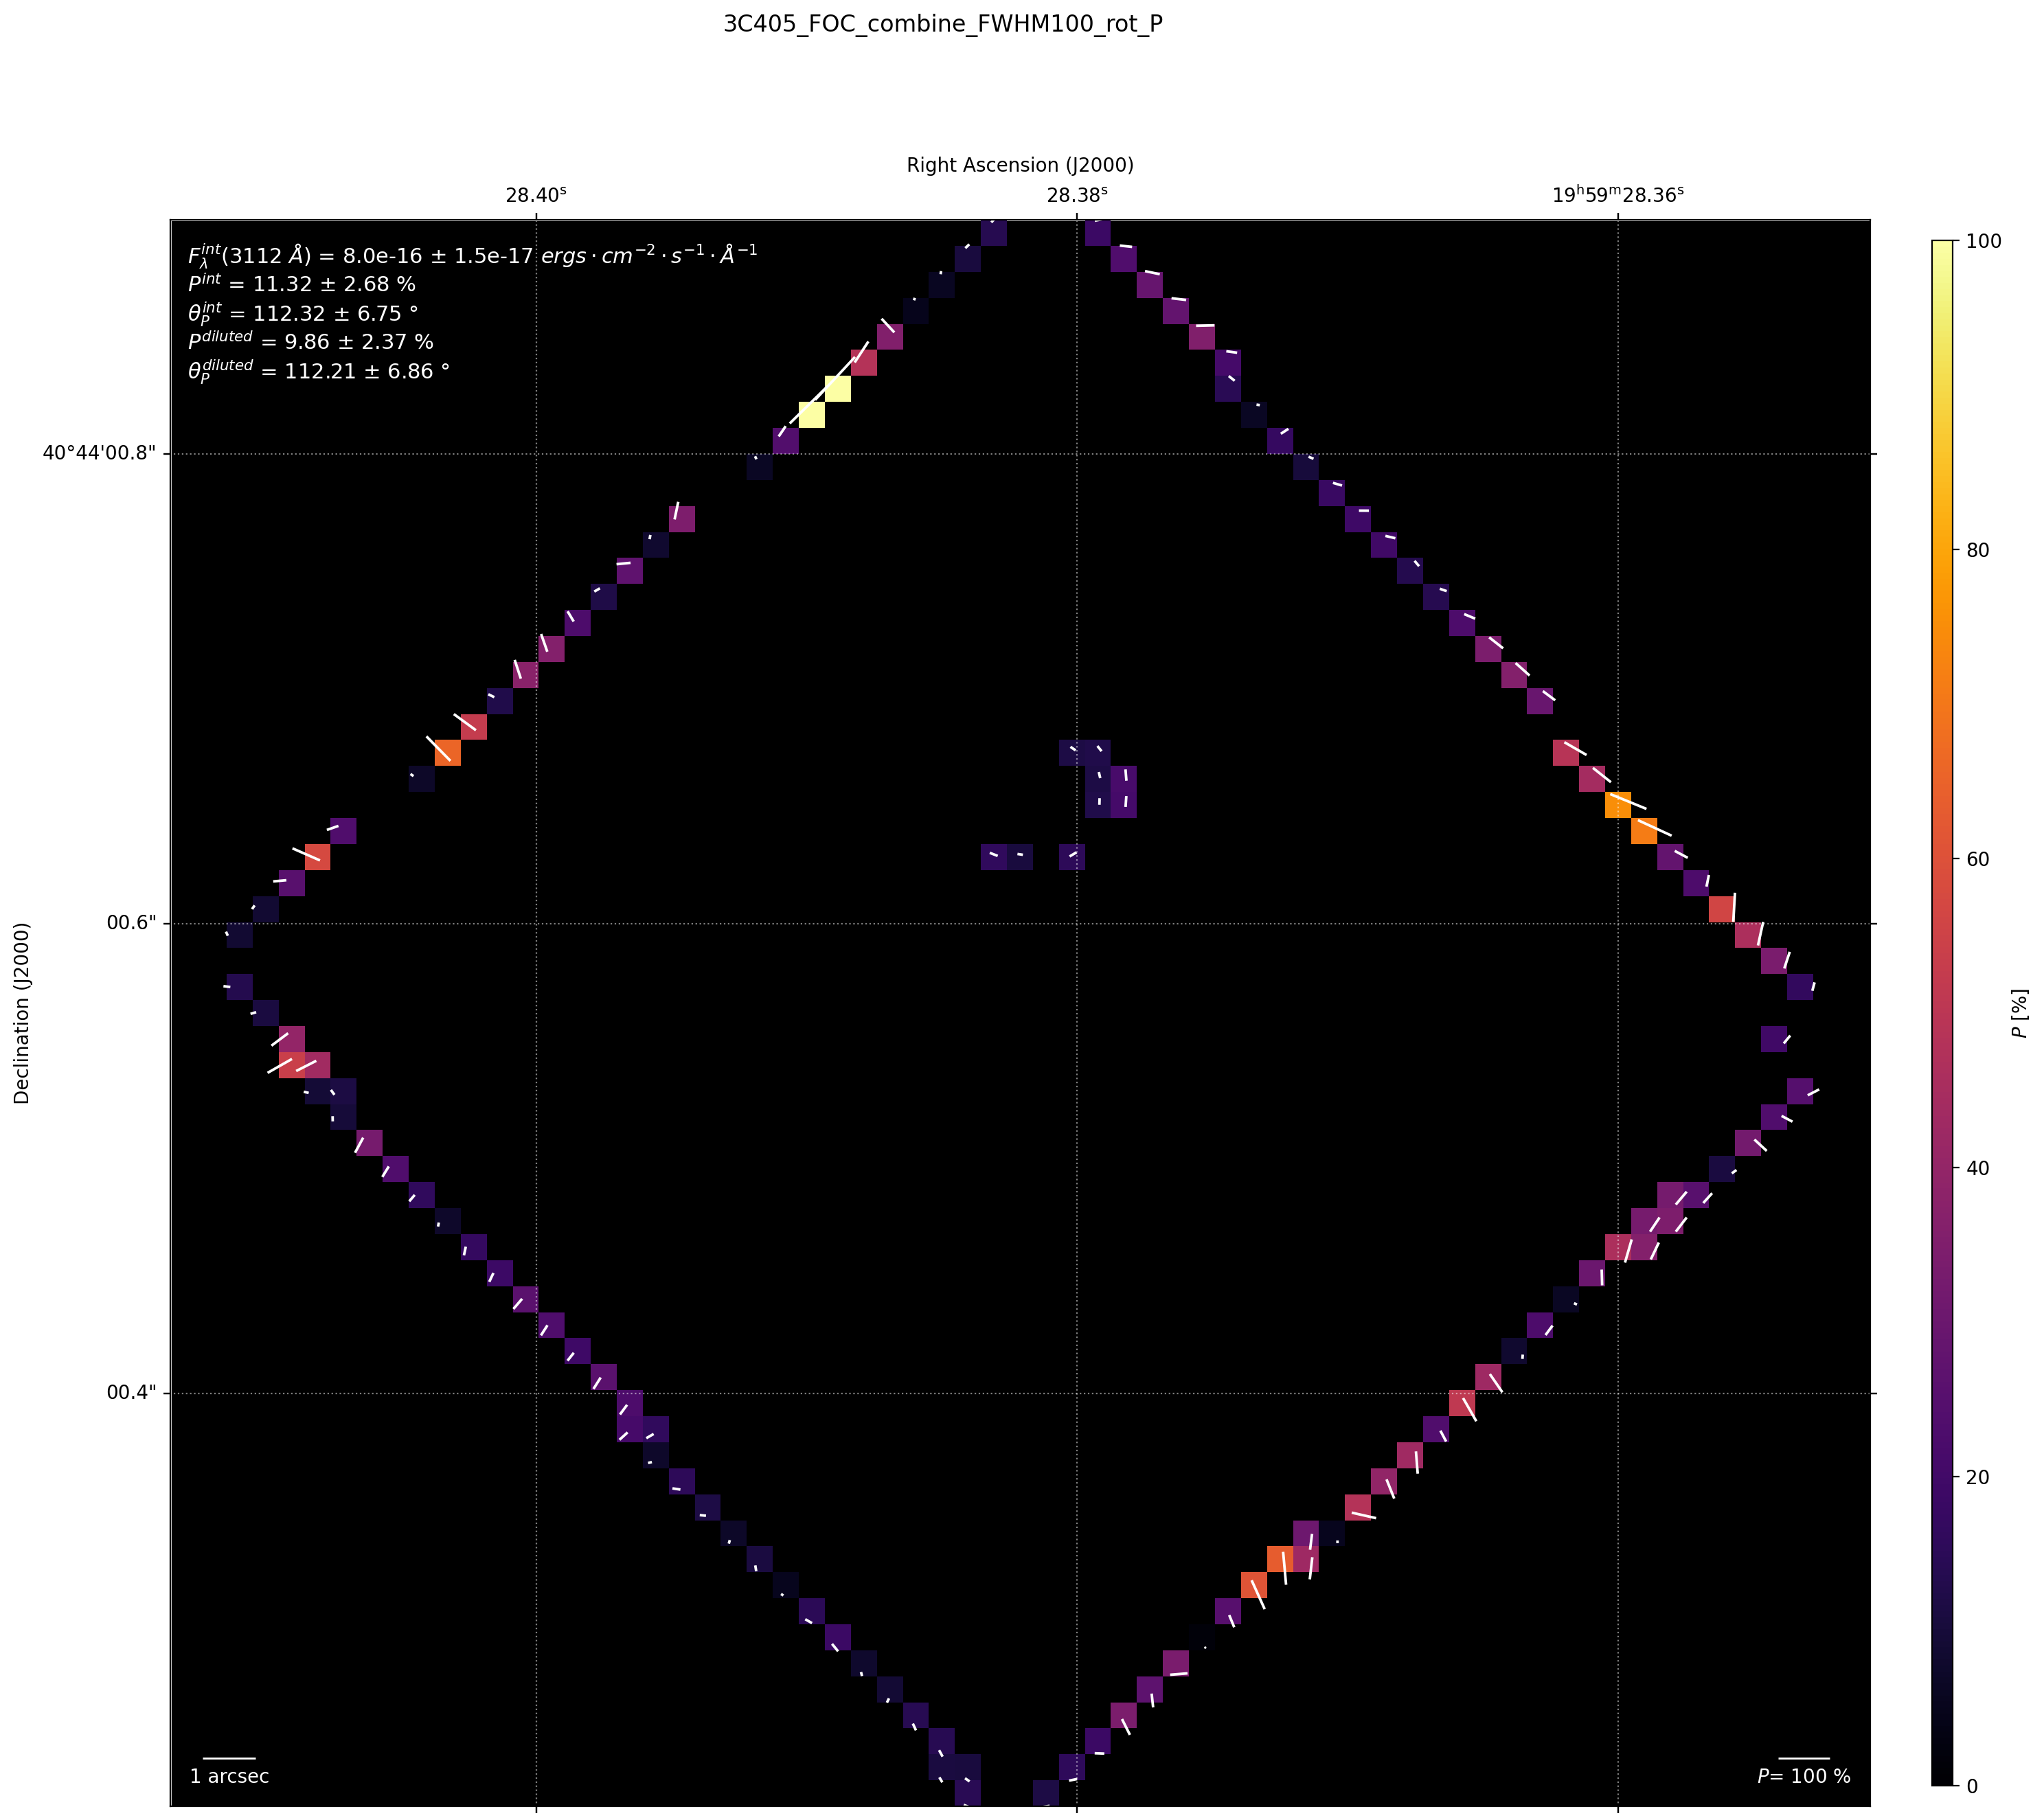 3C405_FOC_combine_FWHM100_rot_P
Right Ascension (J2000)
28.40ˢ 28.38ˢ 19ʰ59ᵐ28.36ˢ
F_λ^int(3112 Å) = 8.0e-16 ± 1.5e-17 ergs·cm⁻²·s⁻¹·Å⁻¹
P^int = 11.32 ± 2.68 %
θ_P^int = 112.32 ± 6.75 °
P^diluted = 9.86 ± 2.37 %
θ_P^diluted = 112.21 ± 6.86 °
40°44'00.8"
00.6"
00.4"
Declination (J2000)
1 arcsec
P= 100 %
100
80
60
40
20
0
P [%]